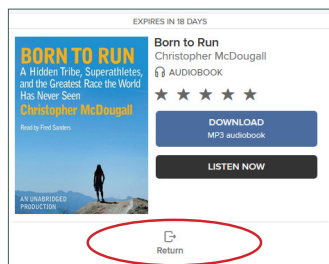 EXPIRES IN 18 DAYS
BORN TO RUN
A Hidden Tribe, Superathletes,
and the Greatest Race the World
Has Never Seen
Christopher McDougall
Read by Fred Sanders
AN UNABRIDGED
PRODUCTION
Born to Run
Christopher McDougall
AUDIOBOOK
DOWNLOAD
MP3 audiobook
LISTEN NOW
Return